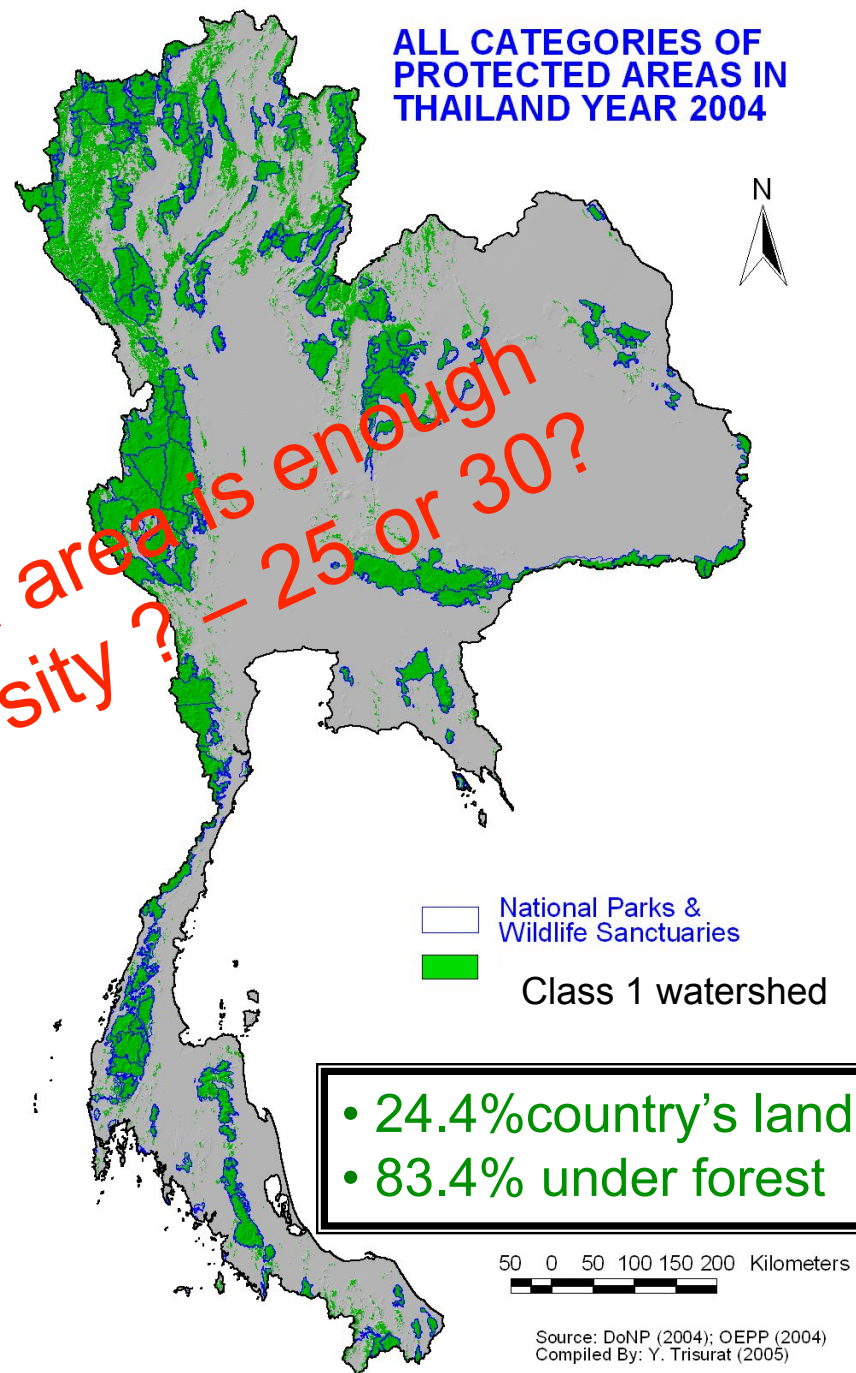 ALL CATEGORIES OF
PROTECTED AREAS IN
THAILAND YEAR 2004
N
area is enough
sity ? – 25 or 30?
National Parks &
Wildlife Sanctuaries
Class 1 watershed
• 24.4%country’s land
• 83.4% under forest
50 0 50 100 150 200 Kilometers
Source: DoNP (2004); OEPP (2004)
Compiled By: Y. Trisurat (2005)